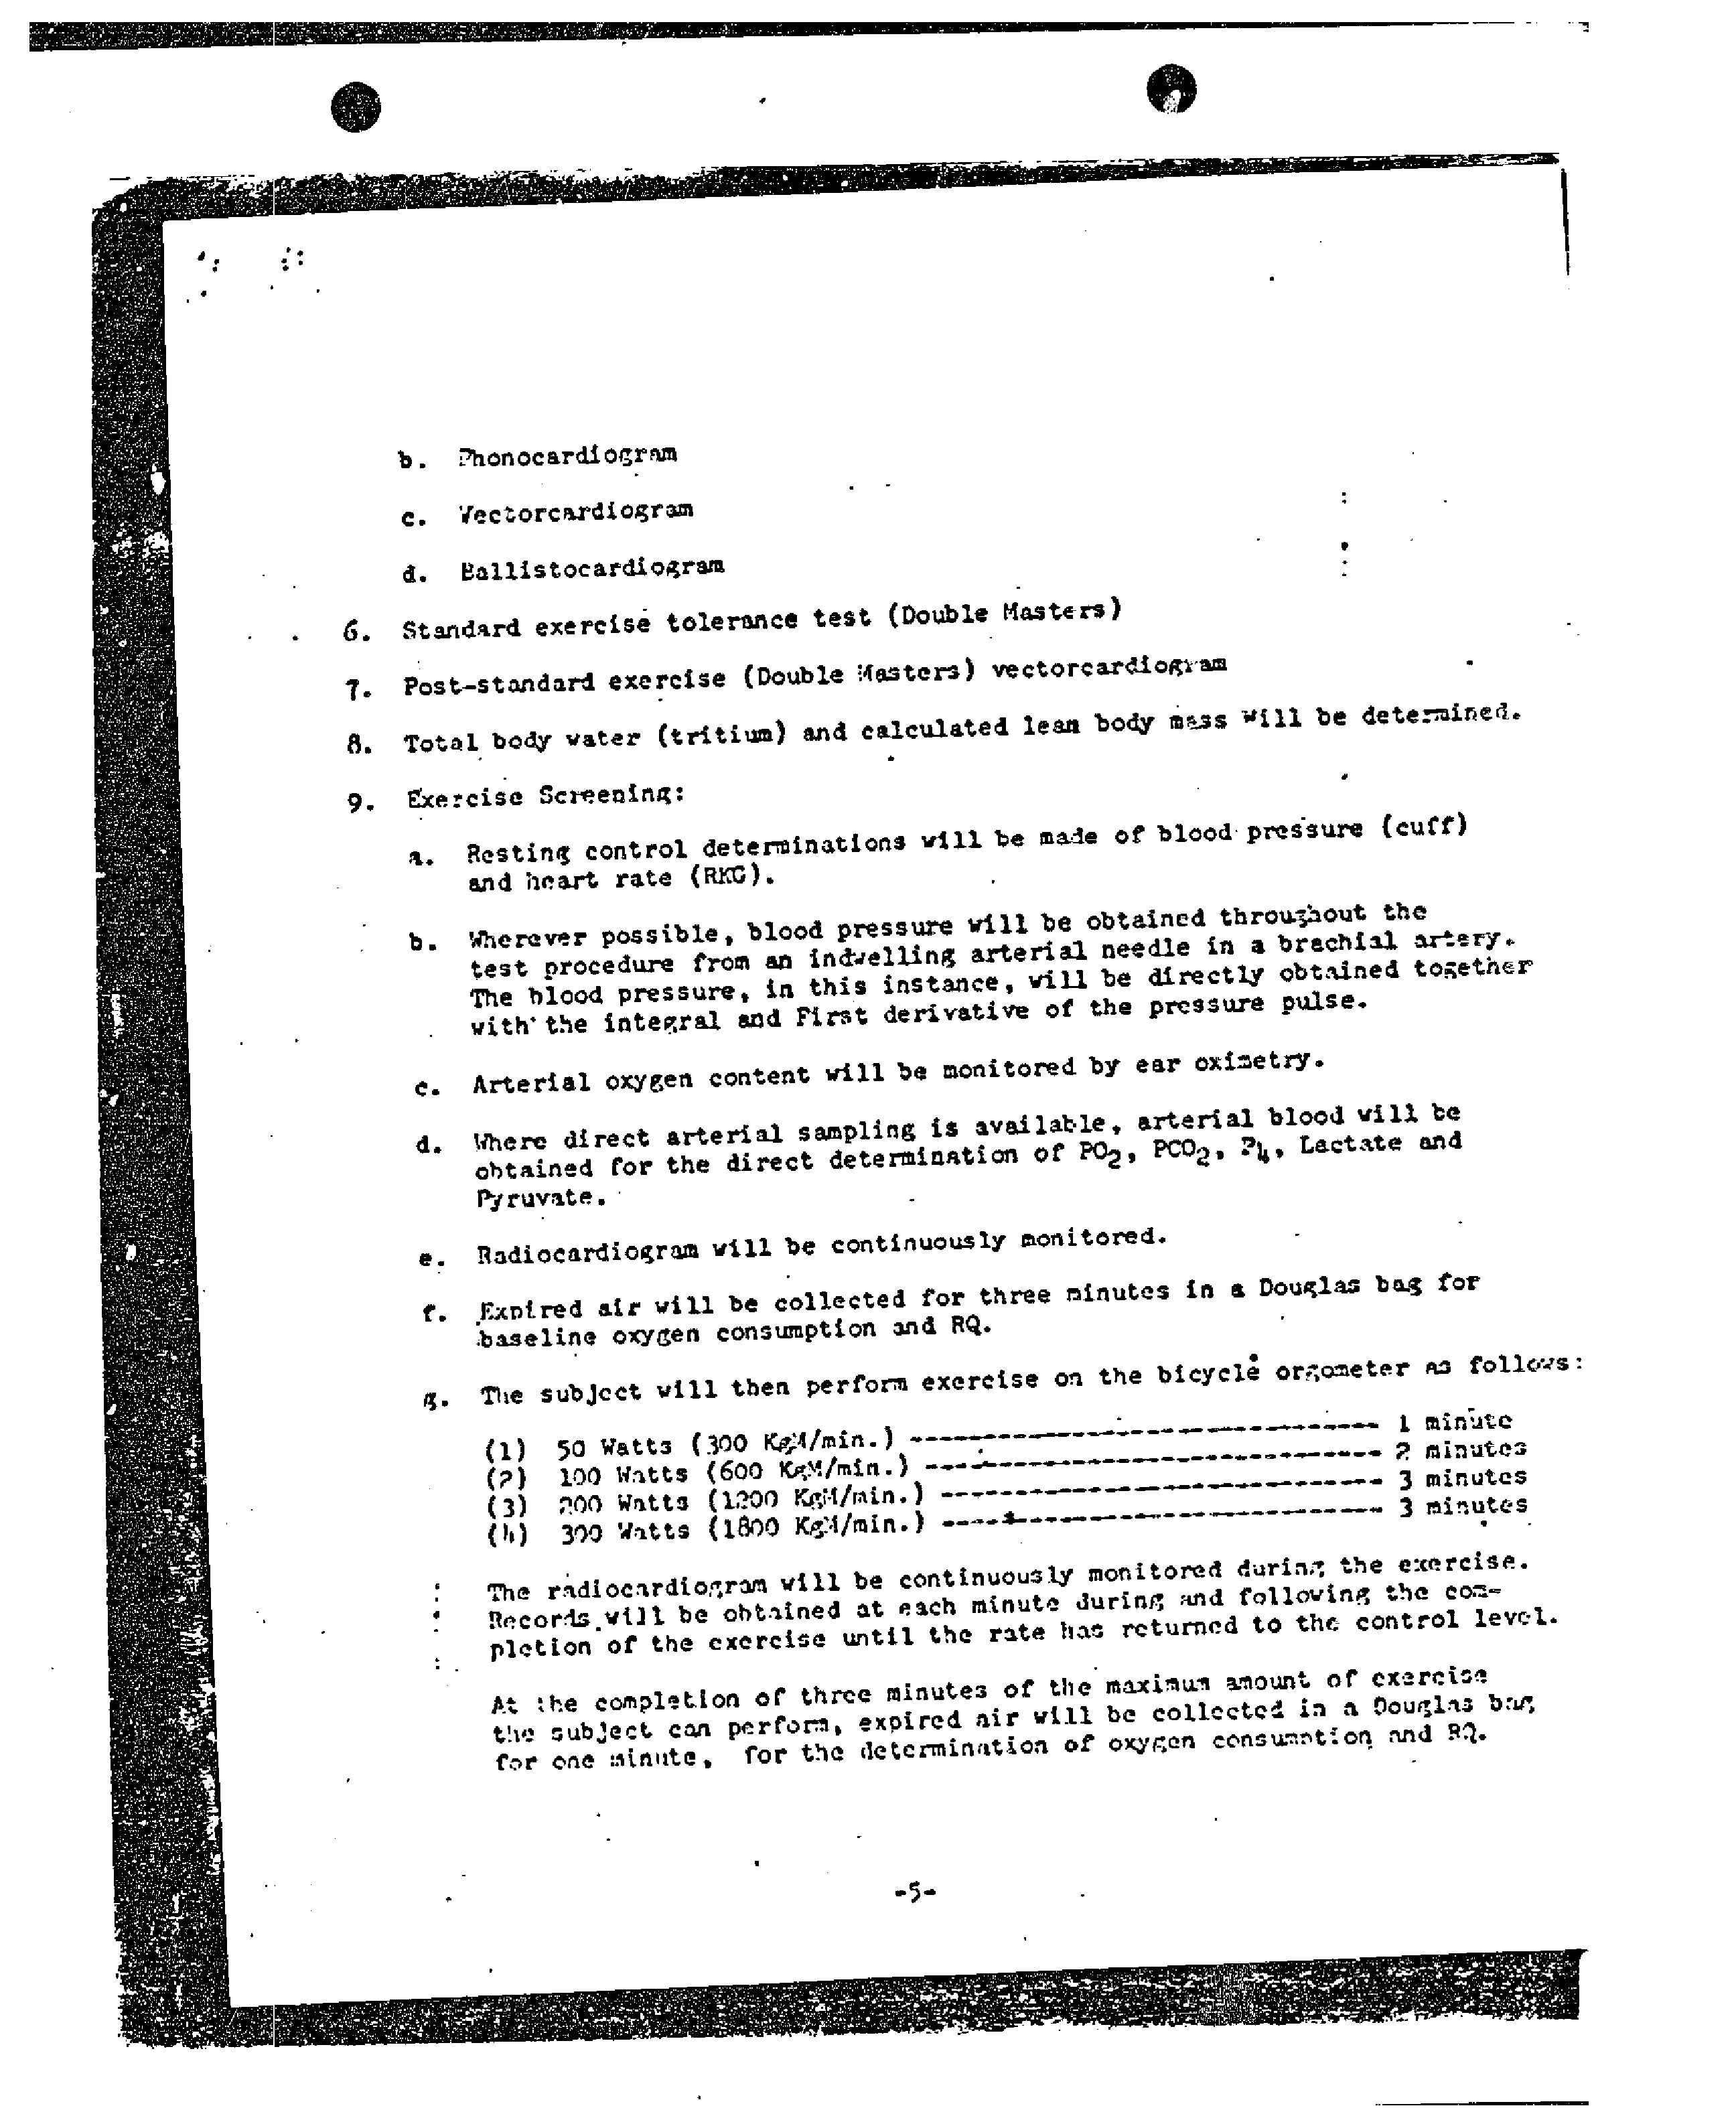 b. Phonocardiogram
c. Vectorcardiogram
d. Ballistocardiogram
6. Standard exercise tolerance test (Double Masters)
7. Post-standard exercise (Double Masters) vectorcardiogram
8. Total body water (tritium) and calculated lean body mass will be determined.
9. Exercise Screening:
a. Resting control determinations will be made of blood pressure (cuff)
and heart rate (RKG).
b. Wherever possible, blood pressure will be obtained throughout the
test procedure from an indwelling arterial needle in a brachial artery.
The blood pressure, in this instance, will be directly obtained together
with the integral and First derivative of the pressure pulse.
c. Arterial oxygen content will be monitored by ear oximetry.
d. Where direct arterial sampling is available, arterial blood will be
obtained for the direct determination of PO2, PCO2, Lactate and
Pyruvate.
e. Radiocardiogram will be continuously monitored.
f. Expired air will be collected for three minutes in a Douglas bag for
baseline oxygen consumption and RQ.
g. The subject will then perform exercise on the bicycle orgometer as follows:
(1) 50 Watts (300 KgM/min.) ---------------------------------- 1 minute
(2) 100 Watts (600 KgM/min.) --------------------------------- 2 minutes
(3) 200 Watts (1200 KgM/min.) -------------------------------- 3 minutes
(4) 300 Watts (1800 KgM/min.) -------------------------------- 3 minutes
The radiocardiogram will be continuously monitored during the exercise.
Records will be obtained at each minute during and following the com-
pletion of the exercise until the rate has returned to the control level.
At the completion of three minutes of the maximum amount of exercise
the subject can perform, expired air will be collected in a Douglas bag
for one minute, for the determination of oxygen consumption and RQ.
-5-